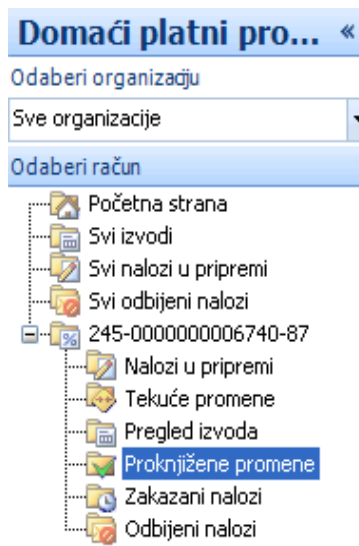 Domaći platni pro... «
Odaberi organizaciju
Sve organizacije
Odaberi račun
Početna strana
Svi izvodi
Svi nalozi u pripremi
Svi odbijeni nalozi
245-0000000006740-87
Nalozi u pripremi
Tekuće promene
Pregled izvoda
Proknjižene promene
Zakazani nalozi
Odbijeni nalozi